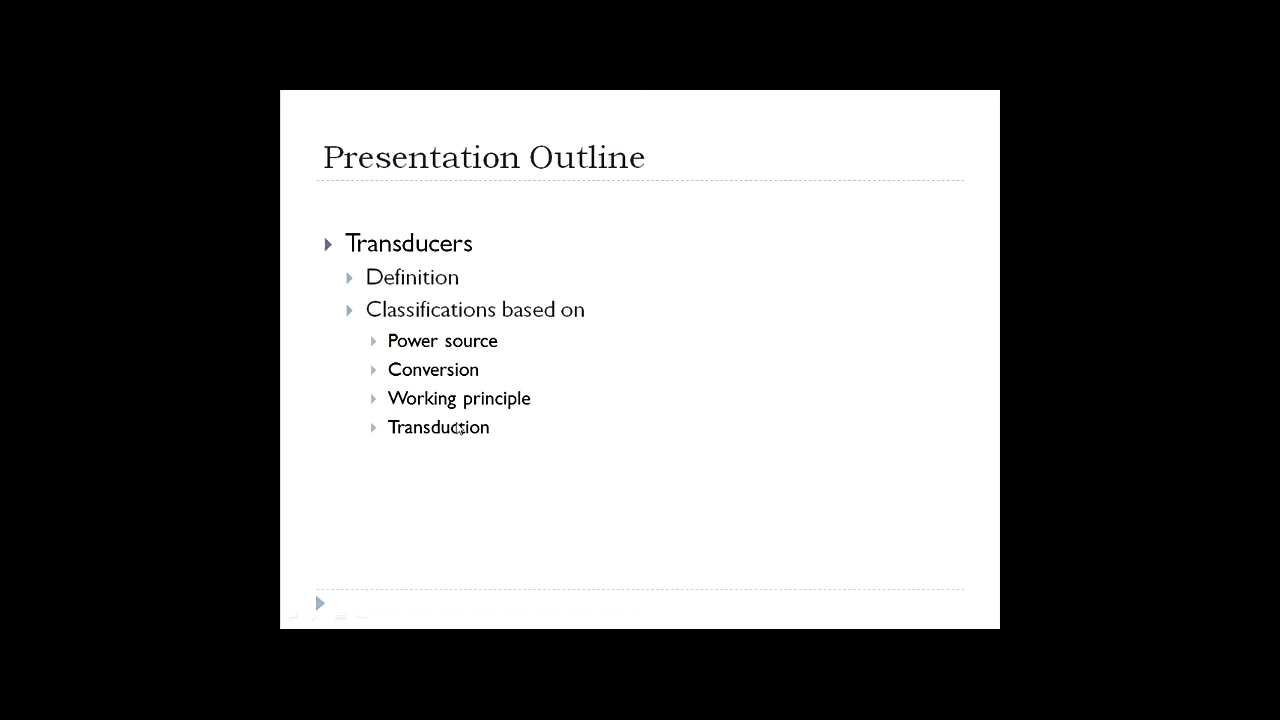 Presentation Outline
Transducers
Definition
Classifications based on
Power source
Conversion
Working principle
Transduction